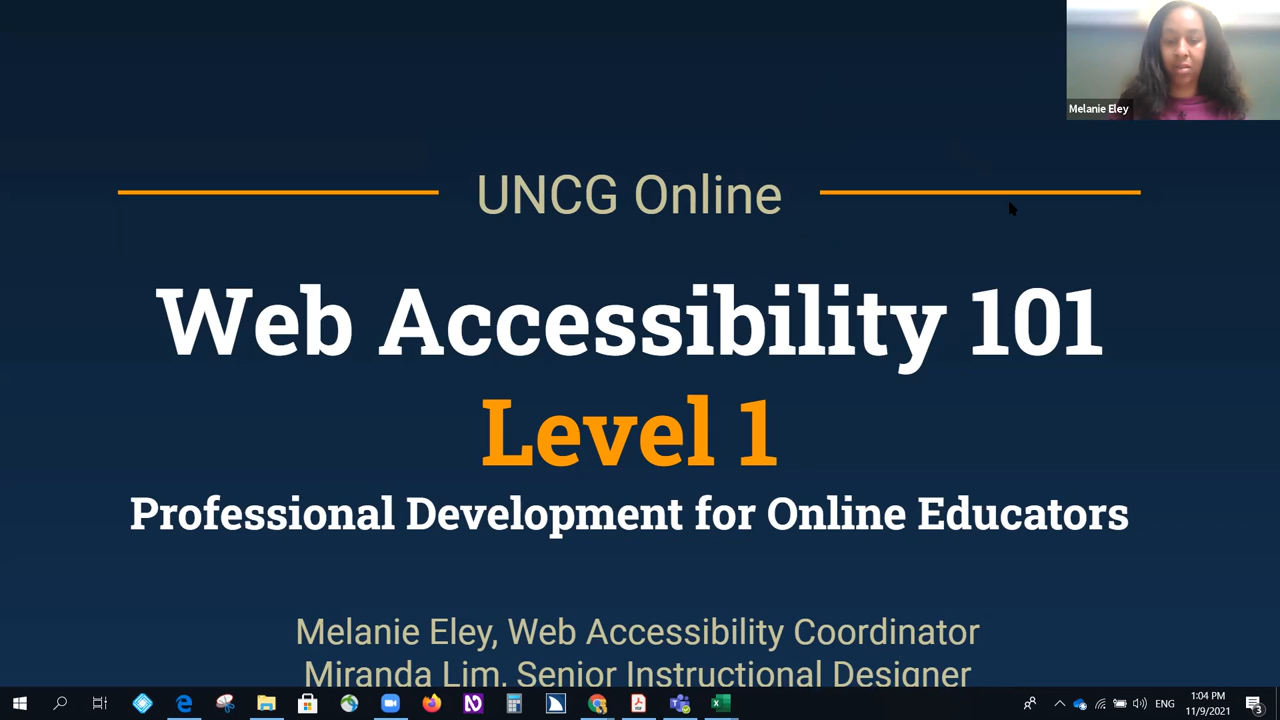 Melanie Eley
UNCG Online
Web Accessibility 101
Level 1
Professional Development for Online Educators
Melanie Eley, Web Accessibility Coordinator
Miranda Lim, Senior Instructional Designer
ENG
1:04 PM
11/9/2021
3